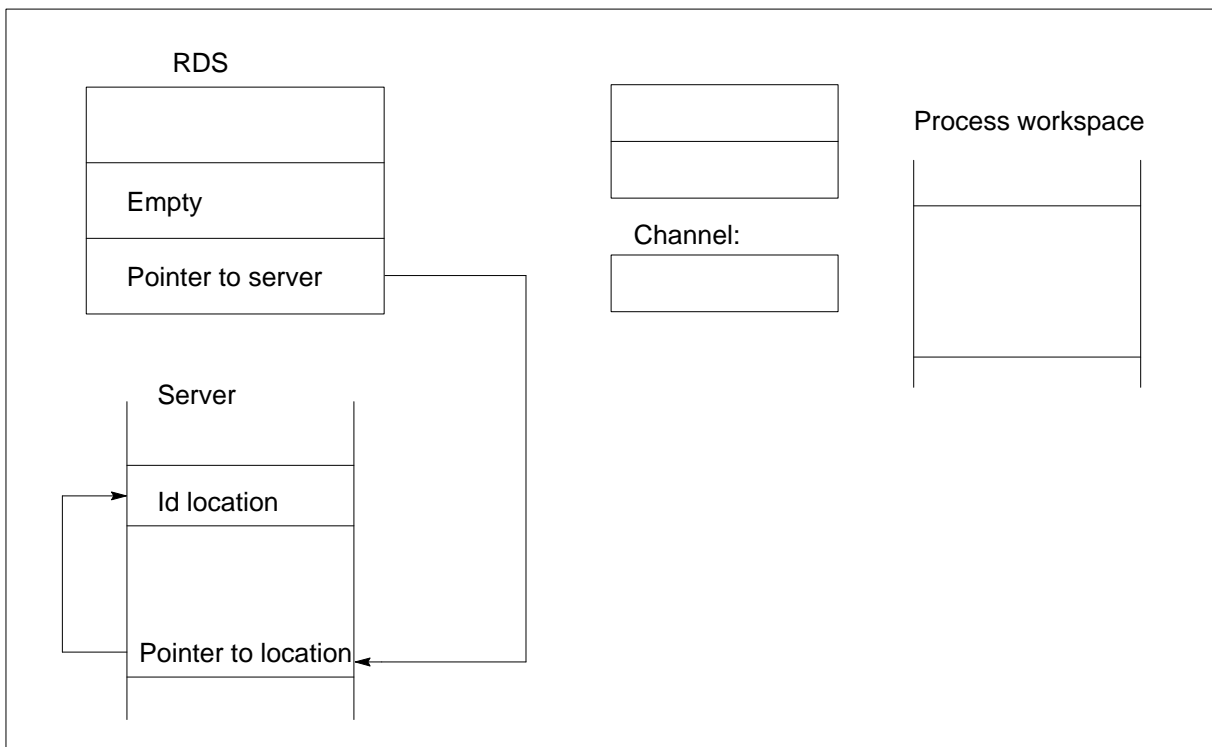 RDS
Process workspace
Empty
Channel:
Pointer to server
Server
Id location
Pointer to location